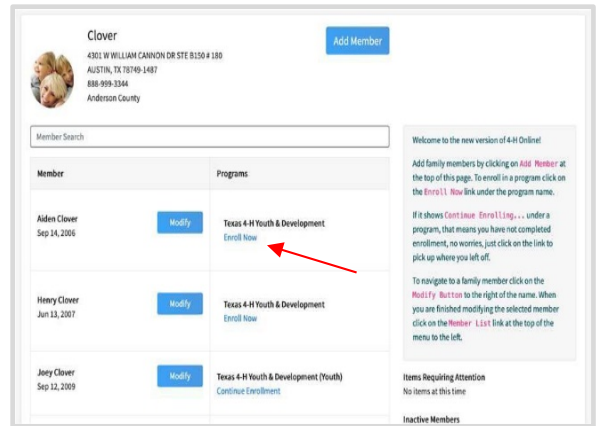 Clover
4301 W WILLIAM CANNON DR STE B150 # 180
AUSTIN, TX 78749-1487
888-999-3344
Anderson County
Add Member
Member Search
Member
Programs
Aiden Clover
Sep 14, 2006
Modify
Texas 4-H Youth & Development
Enroll Now
Henry Clover
Jun 13, 2007
Modify
Texas 4-H Youth & Development
Enroll Now
Joey Clover
Sep 12, 2009
Modify
Texas 4-H Youth & Development (Youth)
Continue Enrollment
Welcome to the new version of 4-H Online!
Add family members by clicking on Add Member at
the top of this page. To enroll in a program click on
the Enroll Now link under the program name.
If it shows Continue Enrolling... under a
program, that means you have not completed
enrollment, no worries, just click on the link to
pick up where you left off.
To navigate to a family member click on the
Modify Button to the right of the name. When
you are finished modifying the selected member
click on the Member List link at the top of the
menu to the left.
Items Requiring Attention
No items at this time
Inactive Members